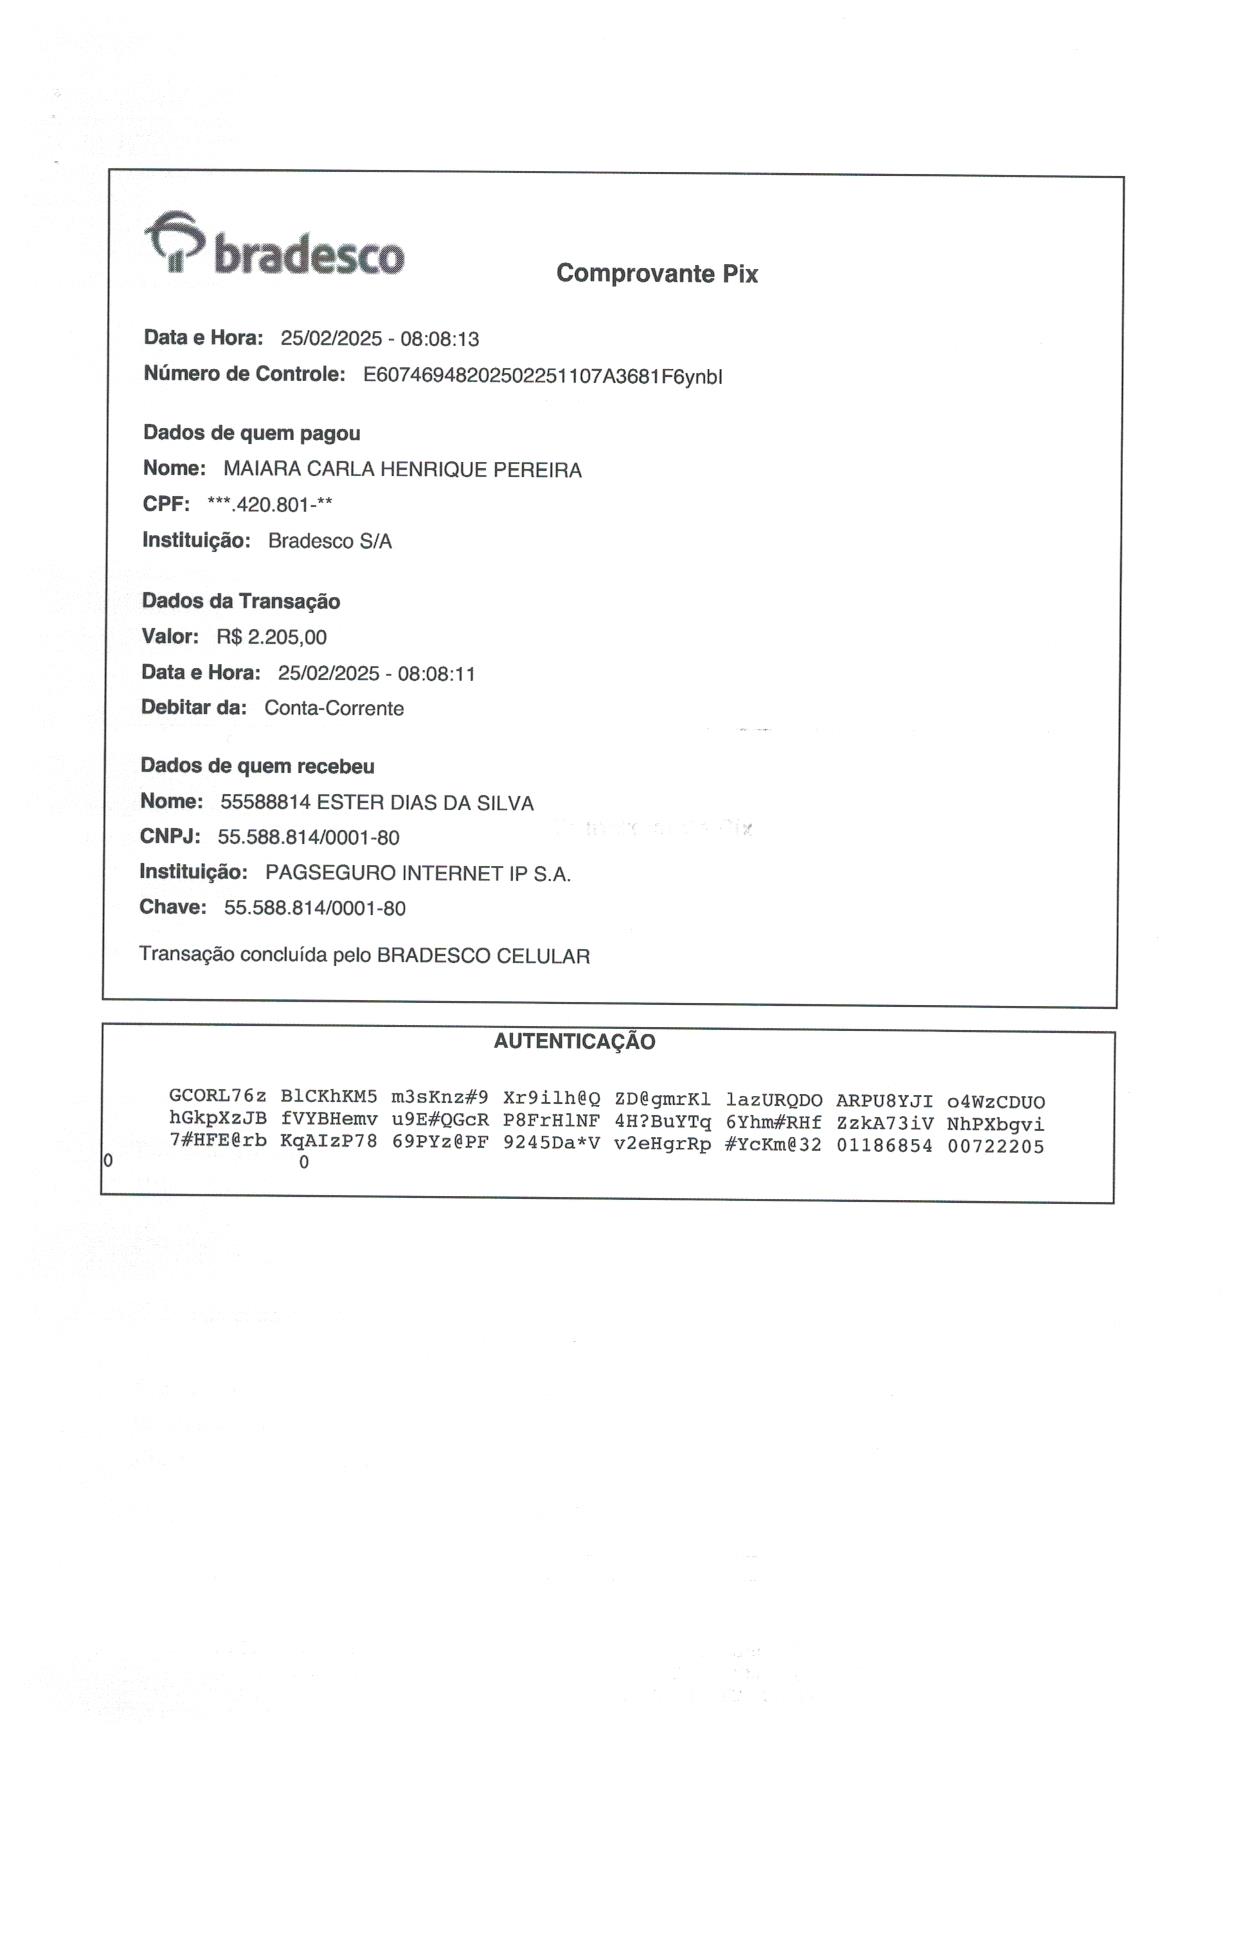 bradesco
Comprovante Pix
Data e Hora: 25/02/2025 - 08:08:13
Número de Controle: E60746948202502251107A3681F6ynbI
Dados de quem pagou
Nome: MAIARA CARLA HENRIQUE PEREIRA
CPF: ***.420.801-**
Instituição: Bradesco S/A
Dados da Transação
Valor: R$ 2.205,00
Data e Hora: 25/02/2025 - 08:08:11
Debitar da: Conta-Corrente
Dados de quem recebeu
Nome: 55588814 ESTER DIAS DA SILVA
CNPJ: 55.588.814/0001-80
Instituição: PAGSEGURO INTERNET IP S.A.
Chave: 55.588.814/0001-80
Transação concluída pelo BRADESCO CELULAR
AUTENTICAÇÃO
GCORL76z BlCKhKM5 m3sKnz#9 Xr9ilh@Q ZD@gmrKl lazURQDO ARPU8YJI o4WzCDUO
hGkpXzJB fVYBHemv u9E#QGcR P8FrHlNF 4H?BuYTq 6Yhm#RHf ZzkA73iV NhPXbgvi
7#HFE@rb KqAIzP78 69PYz@PF 9245Da*V v2eHgrRp #YcKm@32 01186854 00722205
0 0